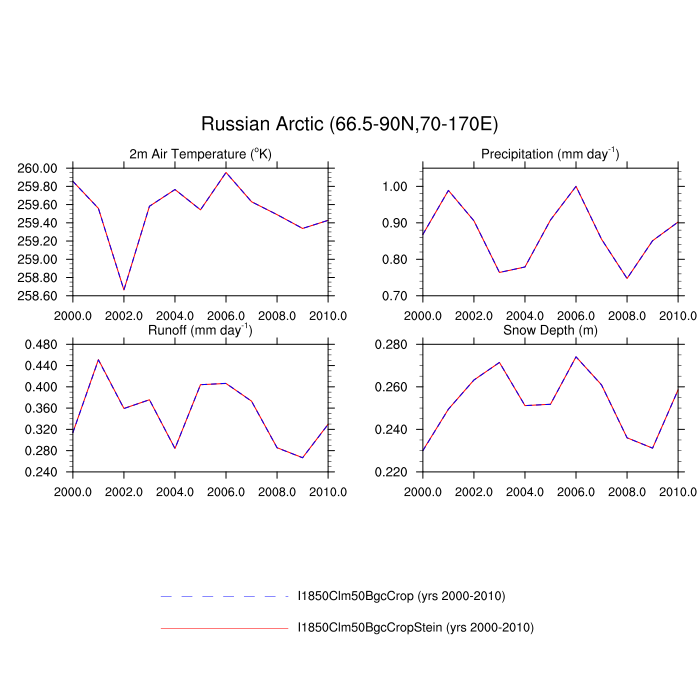 Russian Arctic (66.5-90N,70-170E)
2m Air Temperature (°K)
260.00
259.80
259.60
259.40
259.20
259.00
258.80
258.60
2000.0 2002.0 2004.0 2006.0 2008.0 2010.0
Precipitation (mm day⁻¹)
1.00
0.90
0.80
0.70
2000.0 2002.0 2004.0 2006.0 2008.0 2010.0
Runoff (mm day⁻¹)
0.480
0.440
0.400
0.360
0.320
0.280
0.240
2000.0 2002.0 2004.0 2006.0 2008.0 2010.0
Snow Depth (m)
0.280
0.260
0.240
0.220
2000.0 2002.0 2004.0 2006.0 2008.0 2010.0
I1850Clm50BgcCrop (yrs 2000-2010)
I1850Clm50BgcCropStein (yrs 2000-2010)